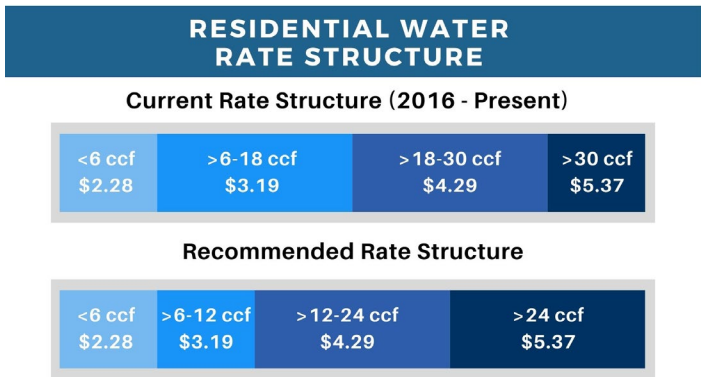 RESIDENTIAL WATER
RATE STRUCTURE
Current Rate Structure (2016 - Present)
<6 ccf >6-18 ccf >18-30 ccf >30 ccf
$2.28 $3.19 $4.29 $5.37
Recommended Rate Structure
<6 ccf >6-12 ccf >12-24 ccf >24 ccf
$2.28 $3.19 $4.29 $5.37